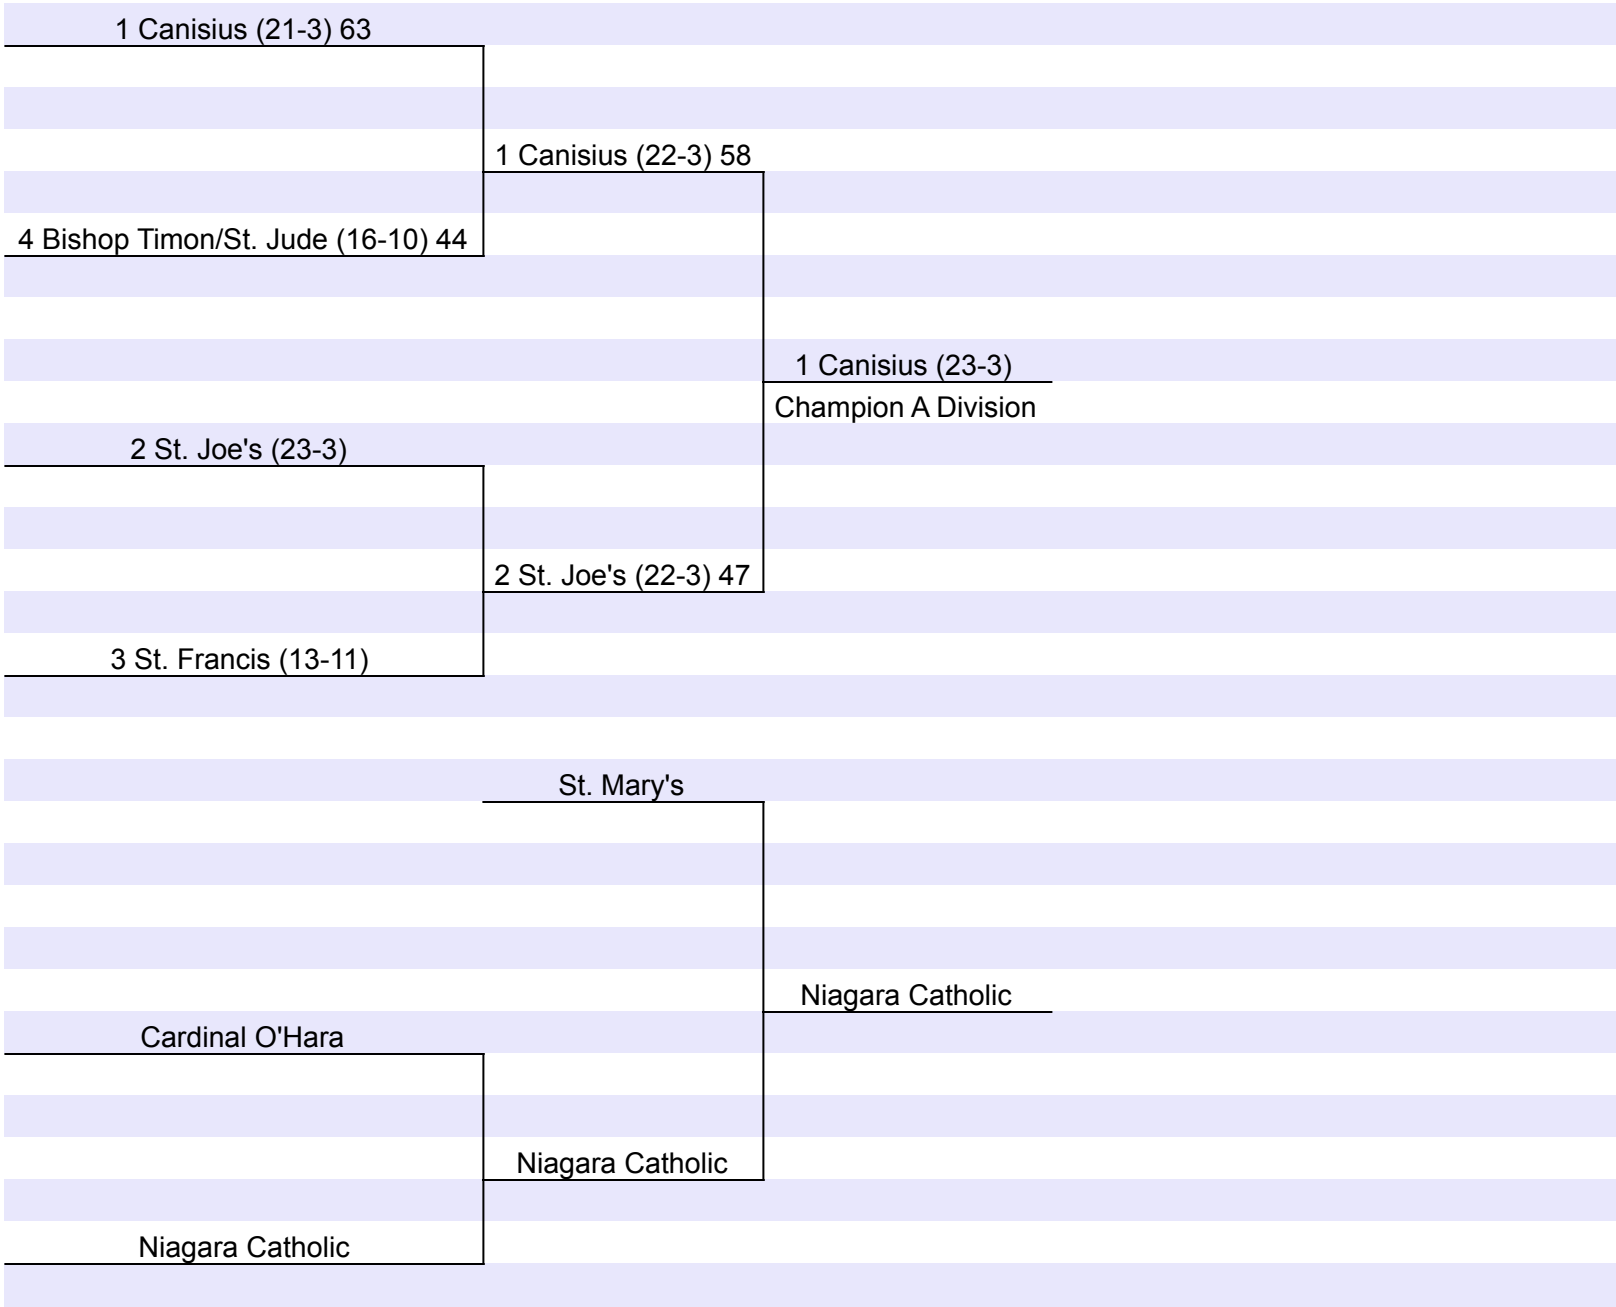 1 Canisius (21-3) 63
1 Canisius (22-3) 58
4 Bishop Timon/St. Jude (16-10) 44
1 Canisius (23-3)
Champion A Division
2 St. Joe's (23-3)
2 St. Joe's (22-3) 47
3 St. Francis (13-11)
St. Mary's
Niagara Catholic
Cardinal O'Hara
Niagara Catholic
Niagara Catholic